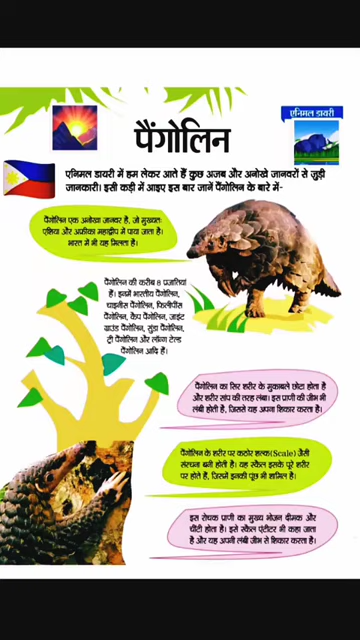 एनिमल डायरी
पैंगोलिन
एनिमल डायरी में हम लेकर आते हैं कुछ अजब और अनोखे जानवरों से जुड़ी
जानकारी। इसी कड़ी में आइए इस बार जानें पैंगोलिन के बारे में-
पैंगोलिन एक अनोखा जानवर है, जो मुख्यतः
एशिया और अफ्रीका महाद्वीप में पाया जाता है।
भारत में भी यह मिलता है।
पैंगोलिन की करीब 8 प्रजातियां
हैं। इनमें भारतीय पैंगोलिन,
चाइनीस पैंगोलिन, फिलीपींस
पैंगोलिन, कैप पैंगोलिन, जाइंट
ग्राउंड पैंगोलिन, सुंडा पैंगोलिन,
ट्री पैंगोलिन और लॉन्ग टेल्ड
पैंगोलिन आदि हैं।
पैंगोलिन का सिर शरीर के मुकाबले छोटा होता है
और शरीर सांप की तरह लंबा। इस प्राणी की जीभ भी
लंबी होती है, जिससे यह अपना शिकार करता है।
पैंगोलिन के शरीर पर कठोर शल्क(Scale) जैसी
संरचना बनी होती है। यह स्कैल इसके पूरे शरीर
पर होते हैं, जिसमें इनकी पूंछ भी शामिल है।
इस रोचक प्राणी का मुख्य भोजन दीमक और
चींटी होता है। इसे स्कैल एंटीटर भी कहा जाता
है और यह अपनी लंबी जीभ से शिकार करता है।